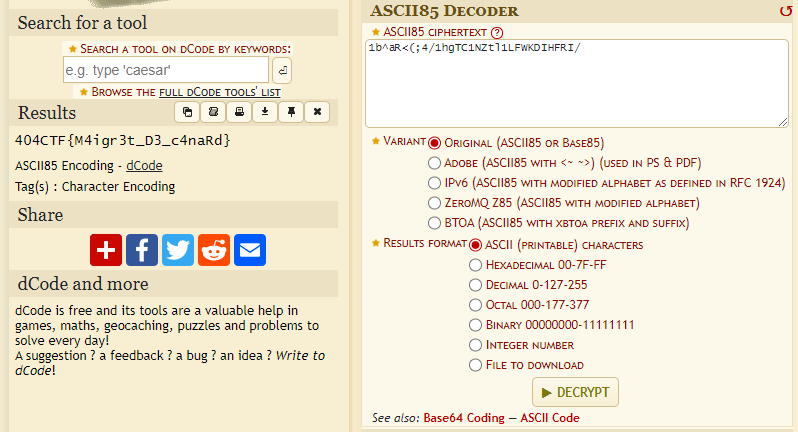 Search for a tool
★ SEARCH A TOOL ON DCODE BY KEYWORDS:
e.g. type 'caesar'
★ BROWSE THE FULL DCODE TOOLS' LIST
Results
404CTF{M4igr3t_D3_c4naRd}
ASCII85 Encoding - dCode
Tag(s) : Character Encoding
Share
dCode and more
dCode is free and its tools are a valuable help in
games, maths, geocaching, puzzles and problems to
solve every day!
A suggestion ? a feedback ? a bug ? an idea ? Write to
dCode!
ASCII85 DECODER
★ ASCII85 CIPHERTEXT ?
1b^aR<(;4/1hgTC1NZtl1LFWKDIHFRI/
★ VARIANT ORIGINAL (ASCII85 OR BASE85)
ADOBE (ASCII85 WITH <~ ~>) (USED IN PS & PDF)
IPV6 (ASCII85 WITH MODIFIED ALPHABET AS DEFINED IN RFC 1924)
ZEROMQ Z85 (ASCII85 WITH MODIFIED ALPHABET)
BTOA (ASCII85 WITH XBTOA PREFIX AND SUFFIX)
★ RESULTS FORMAT ASCII (PRINTABLE) CHARACTERS
HEXADECIMAL 00-7F-FF
DECIMAL 0-127-255
OCTAL 000-177-377
BINARY 00000000-11111111
INTEGER NUMBER
FILE TO DOWNLOAD
▶ DECRYPT
See also: Base64 Coding — ASCII Code